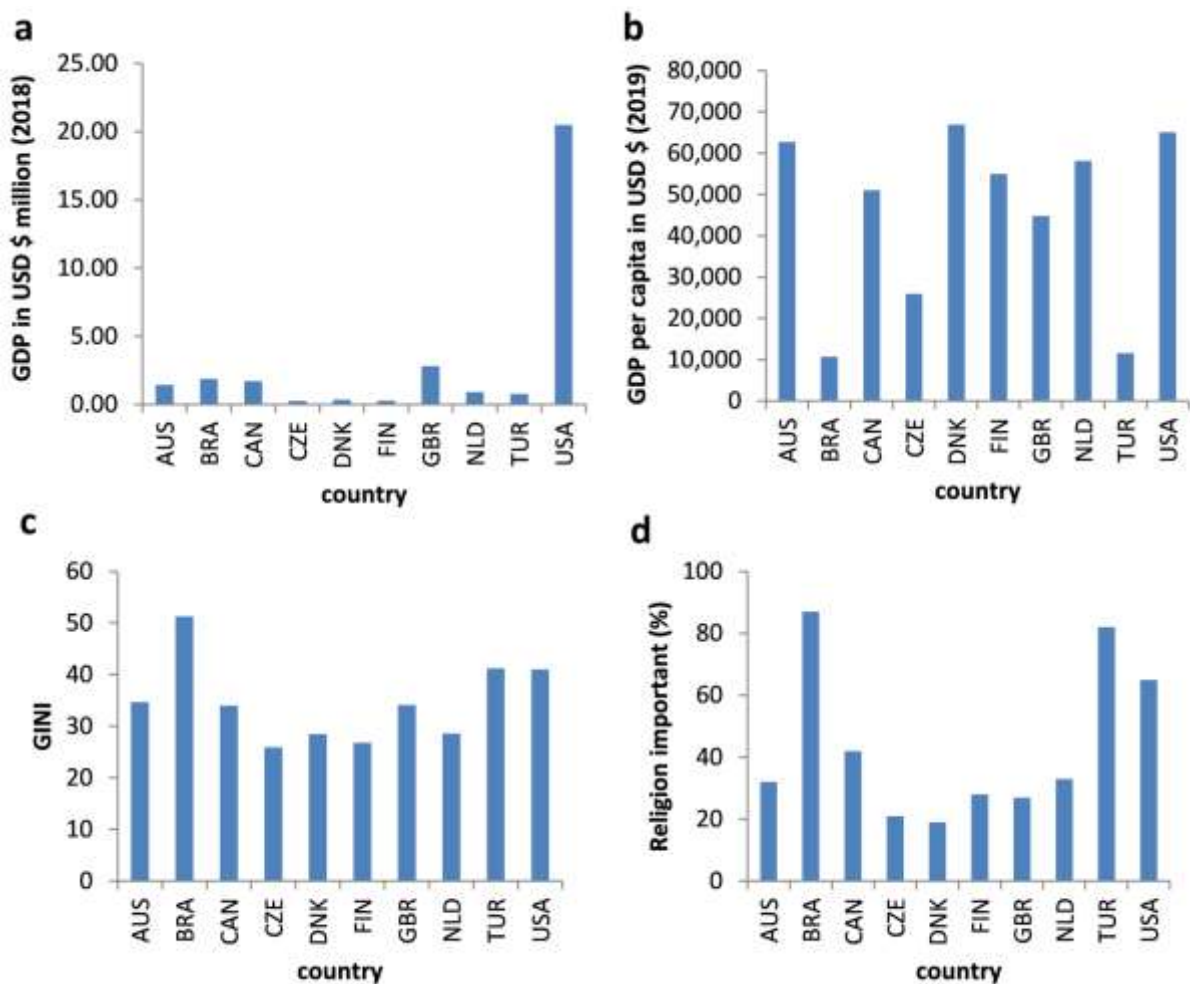 a
GDP in USD $ million (2018)
25.00
20.00
15.00
10.00
5.00
0.00
AUS
BRA
CAN
CZE
DNK
FIN
GBR
NLD
TUR
USA
country
b
GDP per capita in USD $ (2019)
80,000
70,000
60,000
50,000
40,000
30,000
20,000
10,000
0
AUS
BRA
CAN
CZE
DNK
FIN
GBR
NLD
TUR
USA
country
c
GINI
60
50
40
30
20
10
0
AUS
BRA
CAN
CZE
DNK
FIN
GBR
NLD
TUR
USA
country
d
Religion important (%)
100
80
60
40
20
0
AUS
BRA
CAN
CZE
DNK
FIN
GBR
NLD
TUR
USA
country